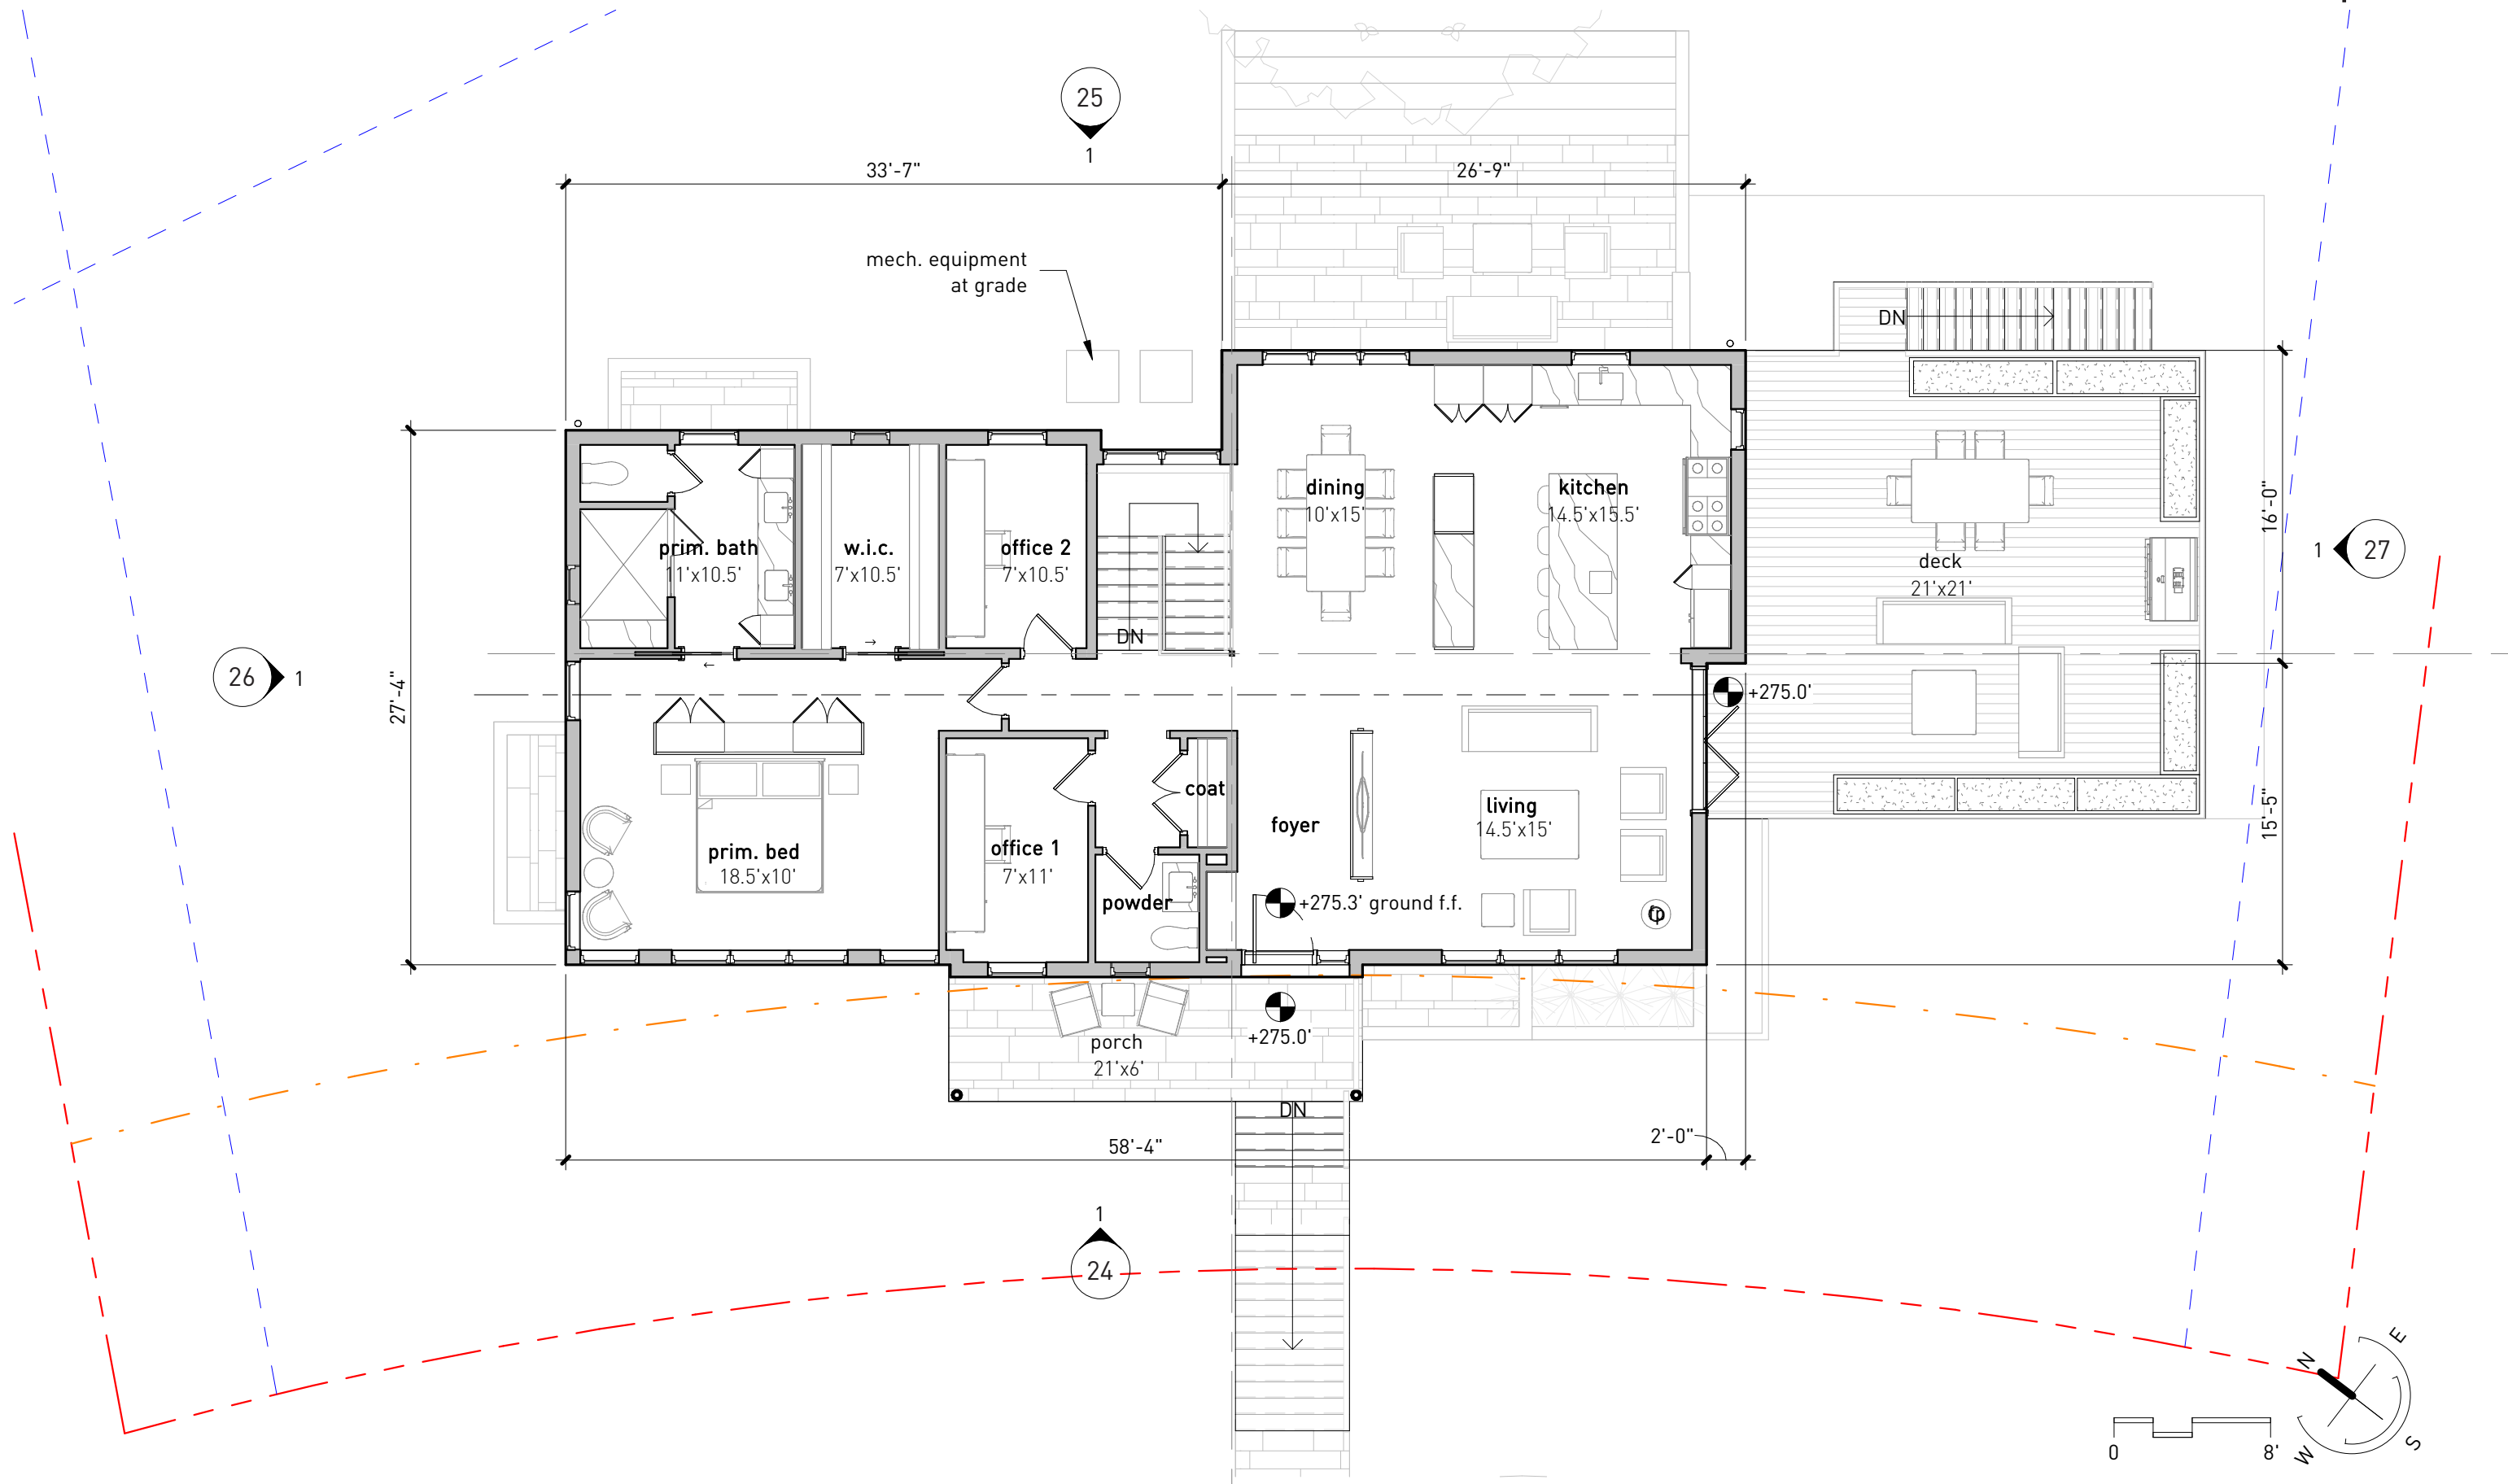 25
1
33'-7"
26'-9"
mech. equipment
at grade
DN
dining
10'x15'
kitchen
14.5'x15.5'
16'-0"
prim. bath
11'x10.5'
w.i.c.
7'x10.5'
office 2
7'x10.5'
deck
21'x21'
1
27
DN
26
1
27'-4"
+275.0'
coat
living
14.5'x15'
foyer
15'-5"
prim. bed
18.5'x10'
office 1
7'x11'
powder
+275.3' ground f.f.
fp
+275.0'
porch
21'x6'
DN
58'-4"
2'-0"
1
24
N
E
S
W
0
8'